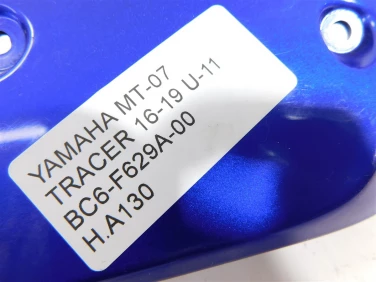 YAMAHA MT-07
TRACER 16-19 U-11
BC6-F629A-00
H.A130